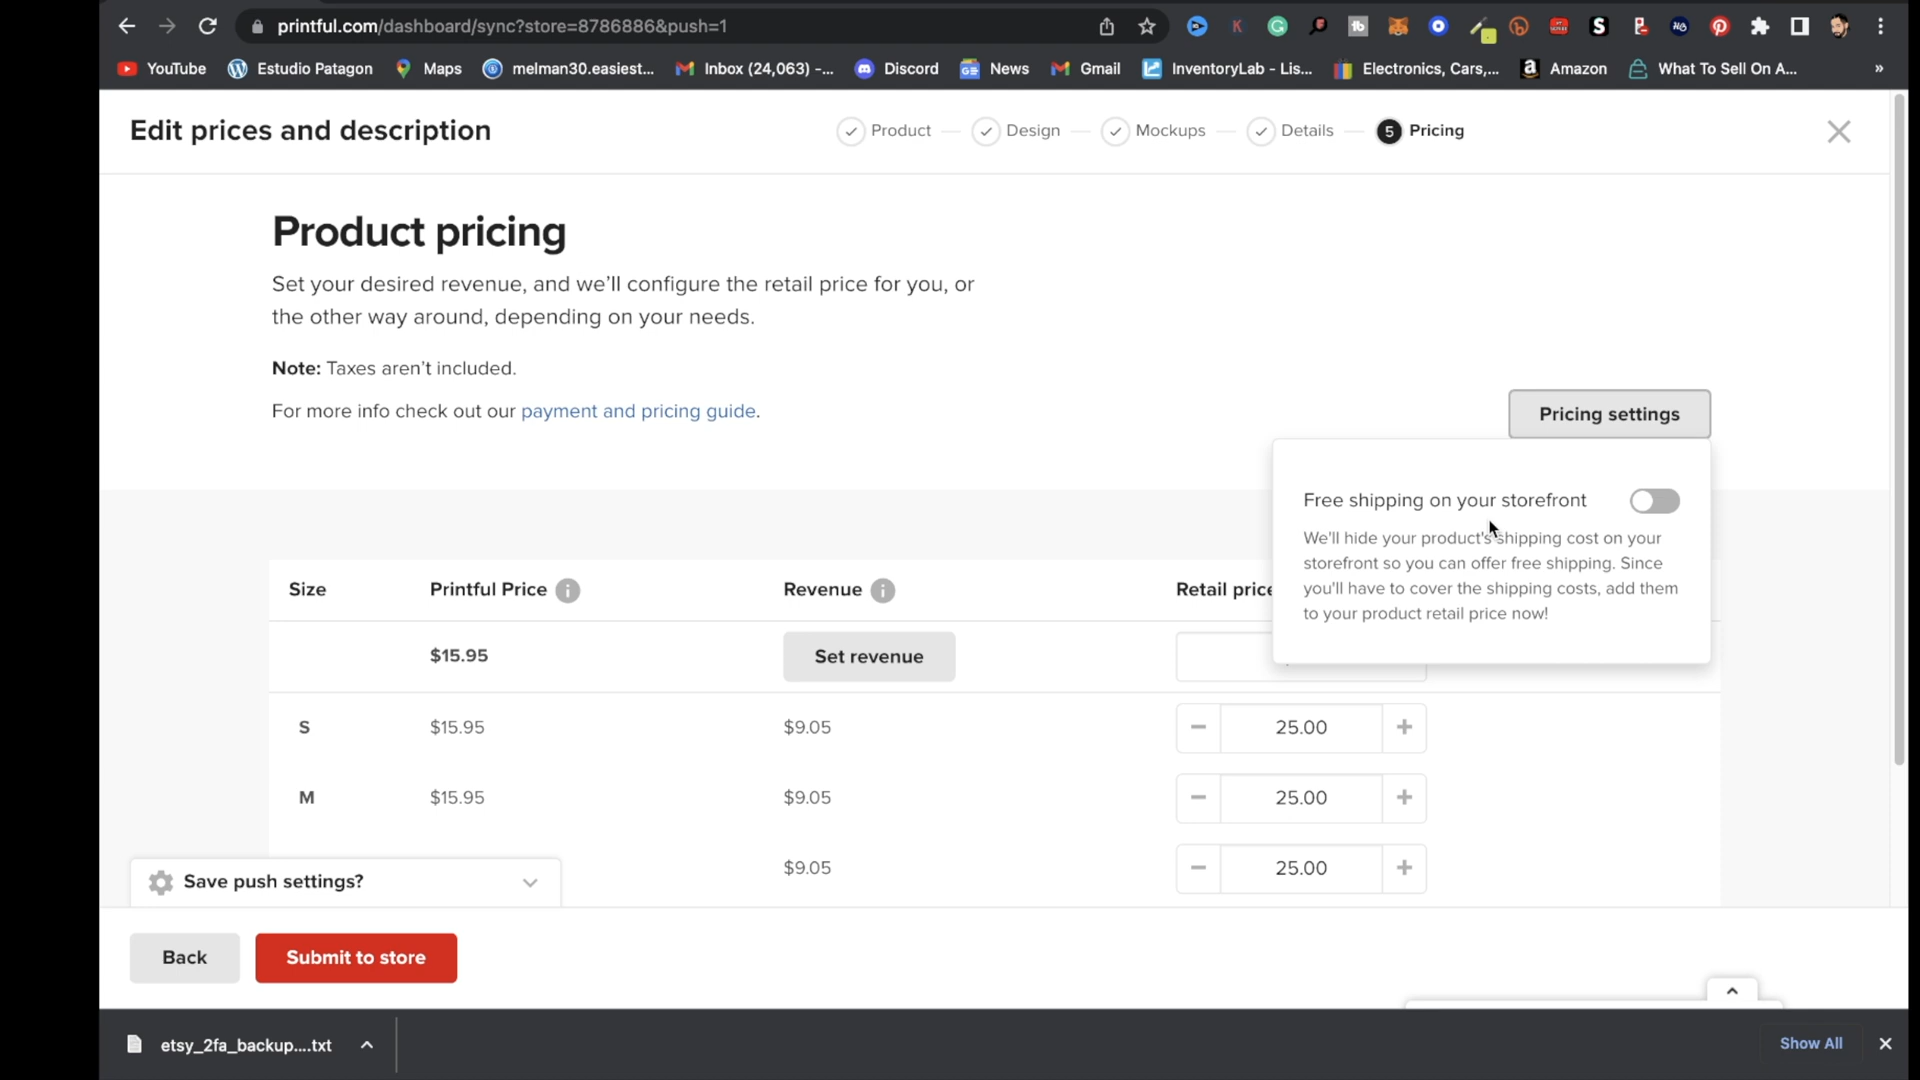 printful.com/dashboard/sync?store=8786886&push=1
YouTube Estudio Patagon Maps melman30.easiest... Inbox (24,063) -... Discord News Gmail InventoryLab - Lis... Electronics, Cars,... Amazon What To Sell On A... »
Edit prices and description
Product Design Mockups Details 5 Pricing
Product pricing
Set your desired revenue, and we'll configure the retail price for you, or
the other way around, depending on your needs.
Note: Taxes aren't included.
For more info check out our payment and pricing guide.
Pricing settings
Free shipping on your storefront
We'll hide your product's shipping cost on your
storefront so you can offer free shipping. Since
you'll have to cover the shipping costs, add them
to your product retail price now!
Size Printful Price i Revenue i Retail price
$15.95 Set revenue
S $15.95 $9.05 − 25.00 +
M $15.95 $9.05 − 25.00 +
$9.05 − 25.00 +
Save push settings?
Back Submit to store
etsy_2fa_backup....txt Show All